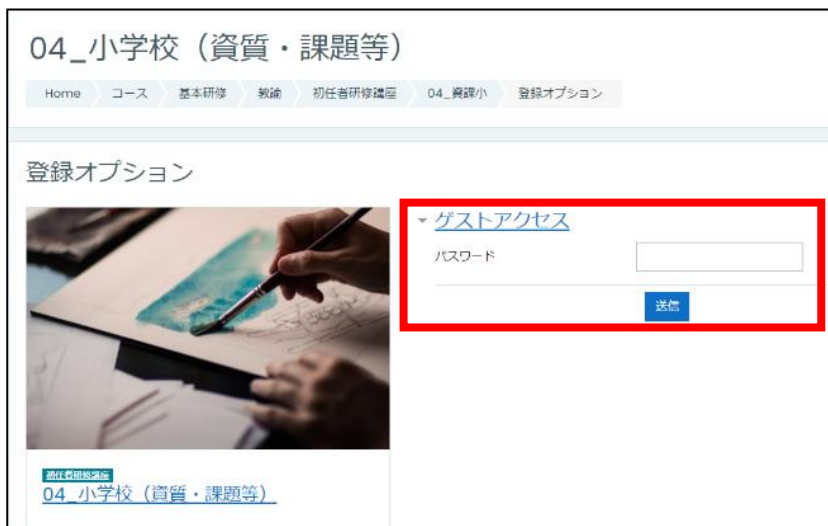 04_小学校（資質・課題等）
Home コース 基本研修 教諭 初任者研修講座 04_資課小 登録オプション
登録オプション
ゲストアクセス
パスワード
送信
初任者研修講座
04_小学校（資質・課題等）